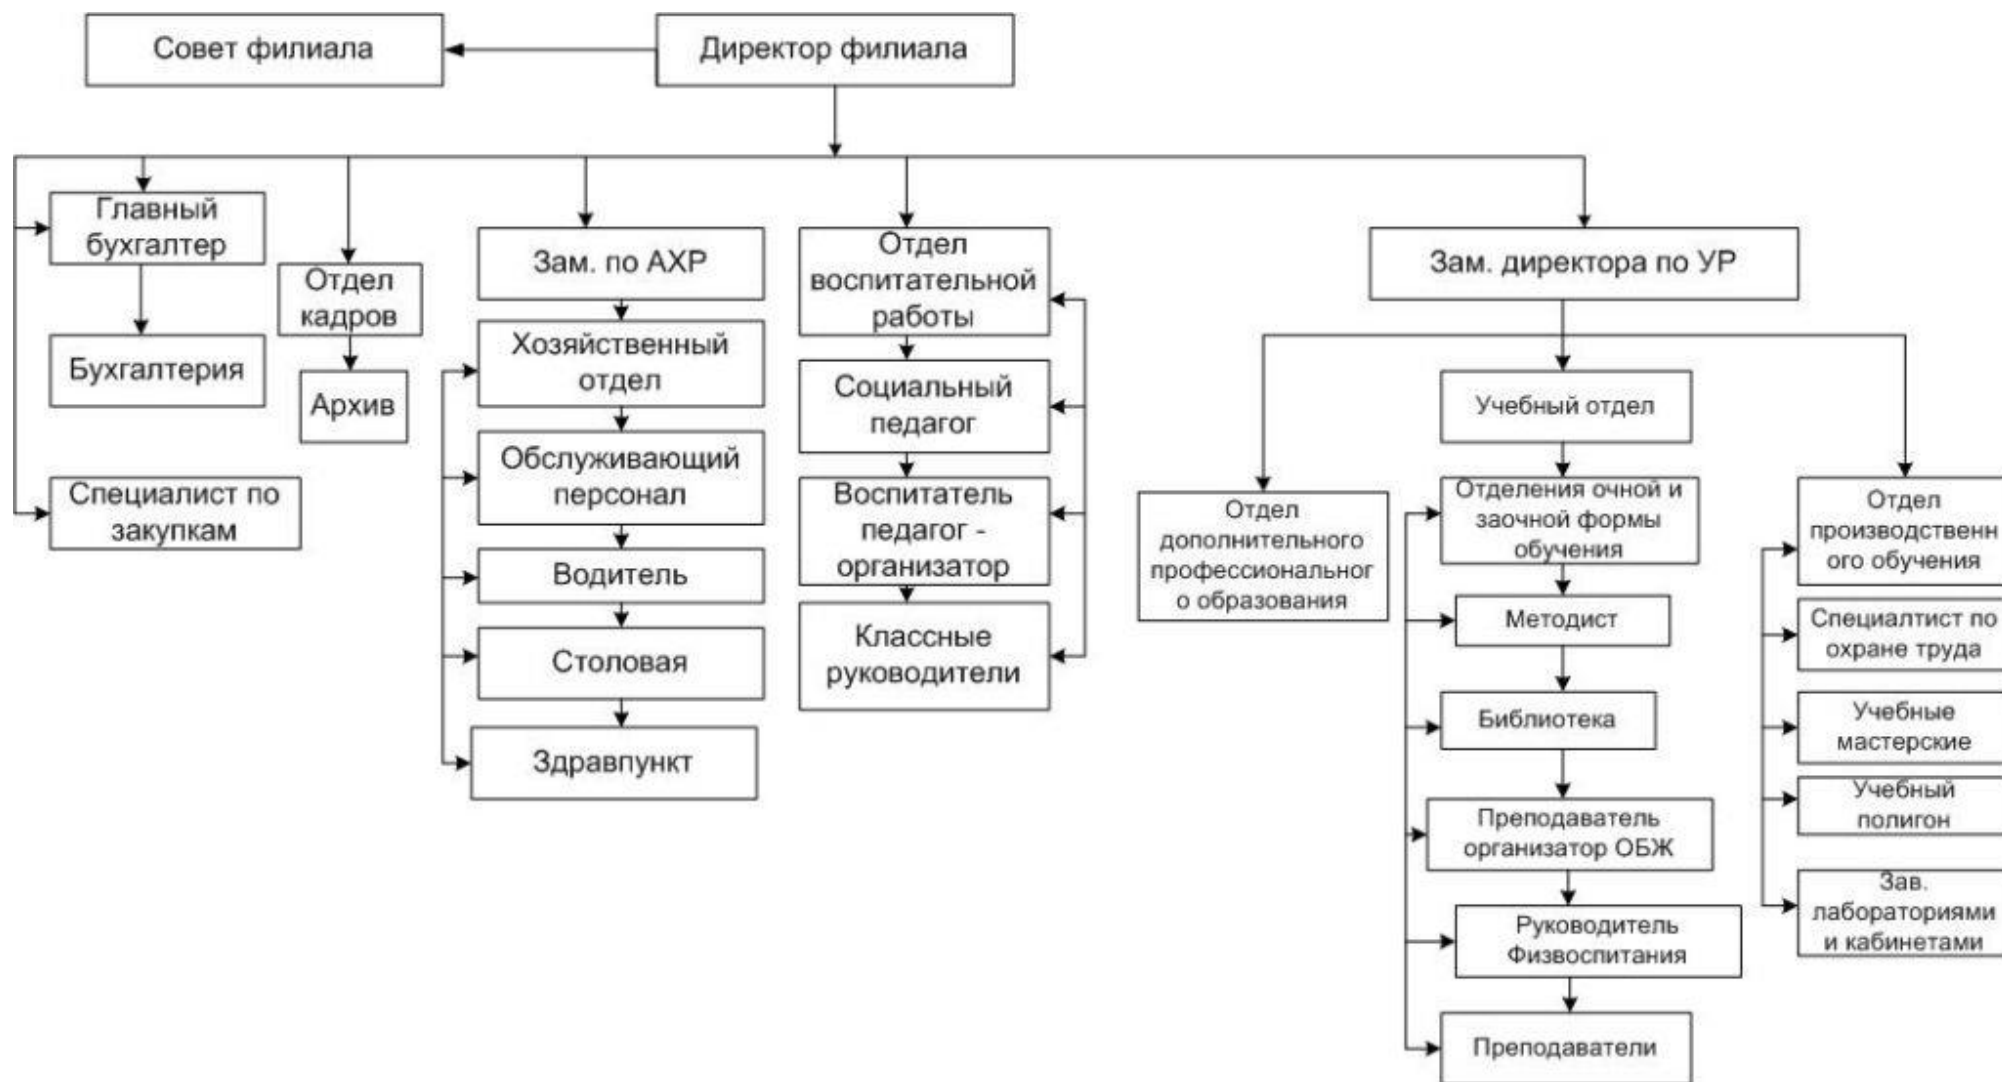 Совет филиала
Директор филиала
Главный
бухгалтер
Бухгалтерия
Специалист по
закупкам
Отдел
кадров
Архив
Зам. по АХР
Хозяйственный
отдел
Обслуживающий
персонал
Водитель
Столовая
Здравпункт
Отдел
воспитательной
работы
Социальный
педагог
Воспитатель
педагог -
организатор
Классные
руководители
Зам. директора по УР
Отдел
дополнительного
профессиональног
о образования
Учебный отдел
Отделения очной и
заочной формы
обучения
Методист
Библиотека
Преподаватель
организатор ОБЖ
Руководитель
Физвоспитания
Преподаватели
Отдел
производственн
ого обучения
Специалтист по
охране труда
Учебные
мастерские
Учебный
полигон
Зав.
лабораториями
и кабинетами